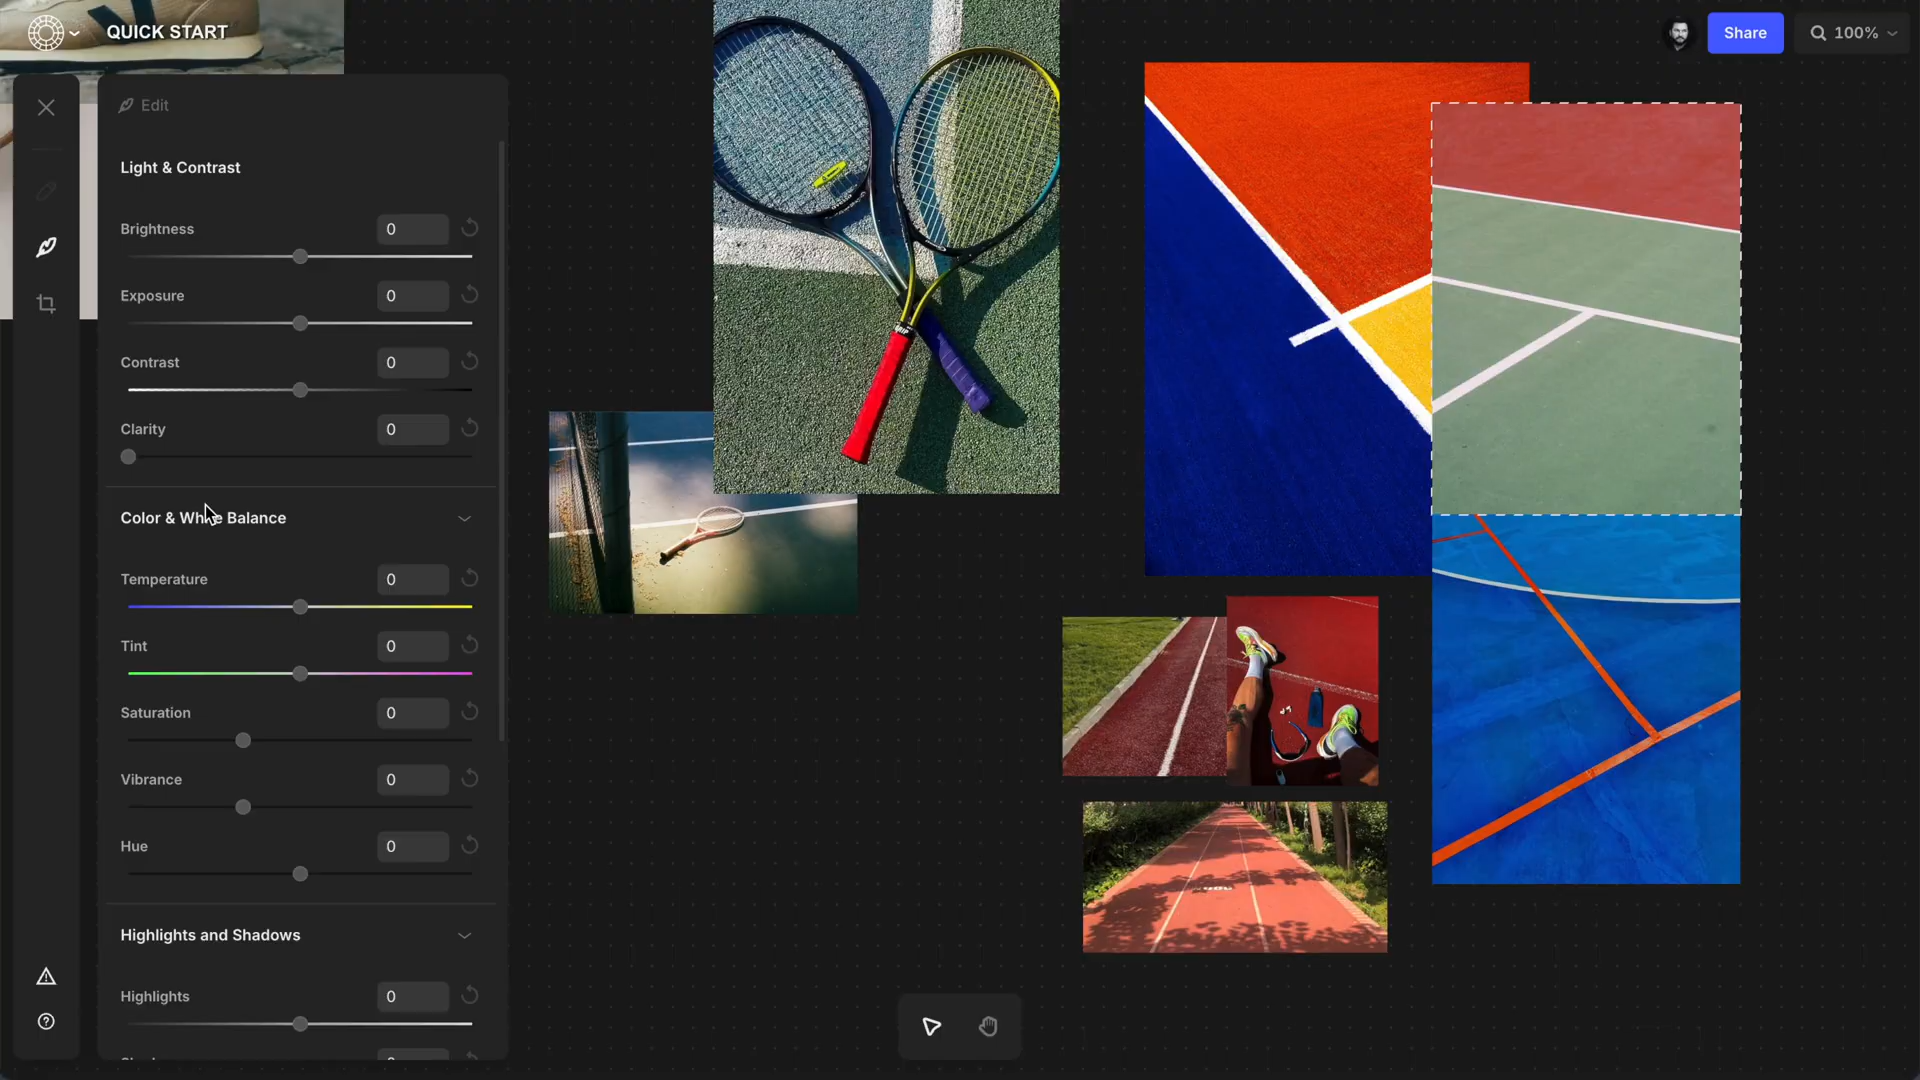 QUICK START
Share
100%
Edit
Light & Contrast
Brightness
0
Exposure
0
Contrast
0
Clarity
0
Color & White Balance
Temperature
0
Tint
0
Saturation
0
Vibrance
0
Hue
0
Highlights and Shadows
Highlights
0